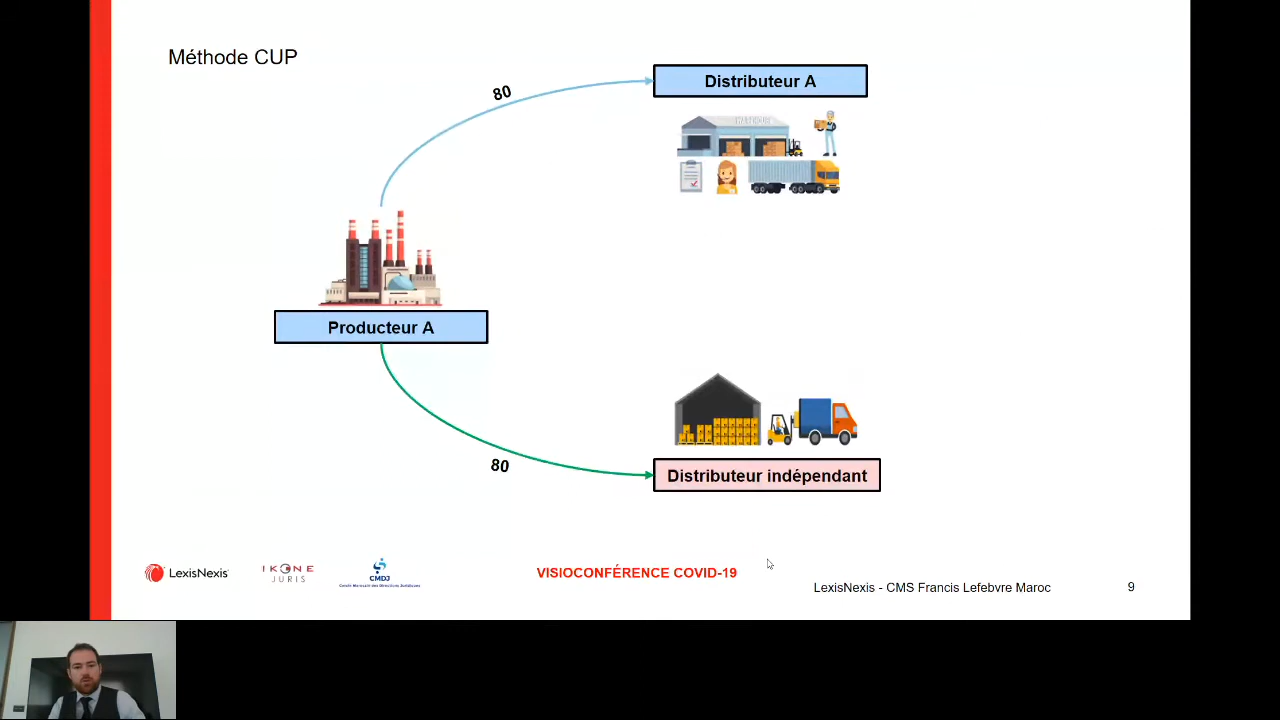 Méthode CUP
80
Distributeur A
Producteur A
80
Distributeur indépendant
LexisNexis
IKONE
JURIS
CMDJ
VISIOCONFÉRENCE COVID-19
LexisNexis - CMS Francis Lefebvre Maroc
9